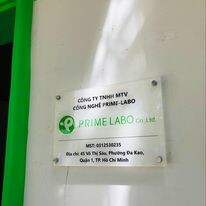 CÔNG TY TNHH MTV
CÔNG NGHỆ PRIME-LABO
PRIME LABO Co.,Ltd.
MST: 0312530235
Địa chỉ: 45 Võ Thị Sáu, Phường Đa Kao,
Quận 1, TP. Hồ Chí Minh